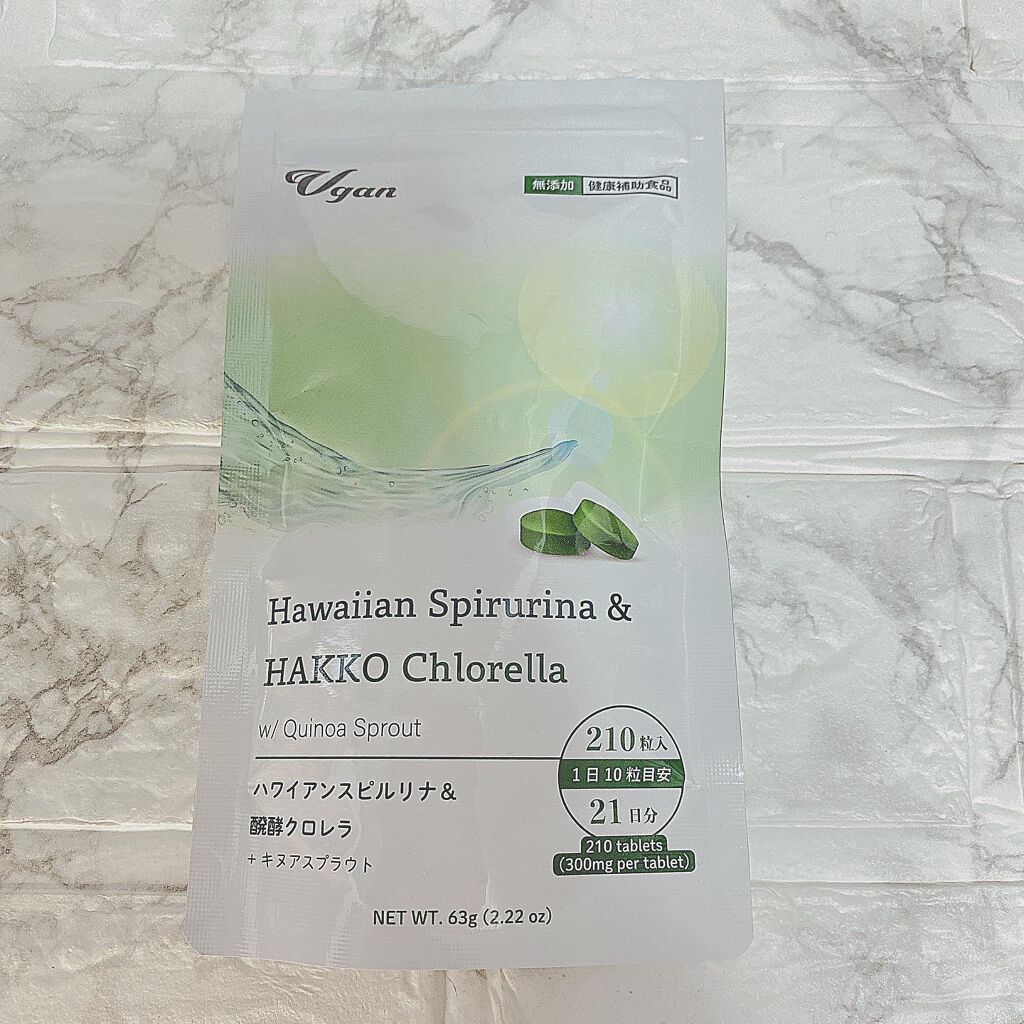 Vgan
無添加 健康補助食品
Hawaiian Spirurina &
HAKKO Chlorella
w/ Quinoa Sprout
ハワイアンスピルリナ&
醗酵クロレラ
+ キヌアスプラウト
210粒入
1日10粒目安
21日分
210 tablets
(300mg per tablet)
NET WT. 63g (2.22 oz)